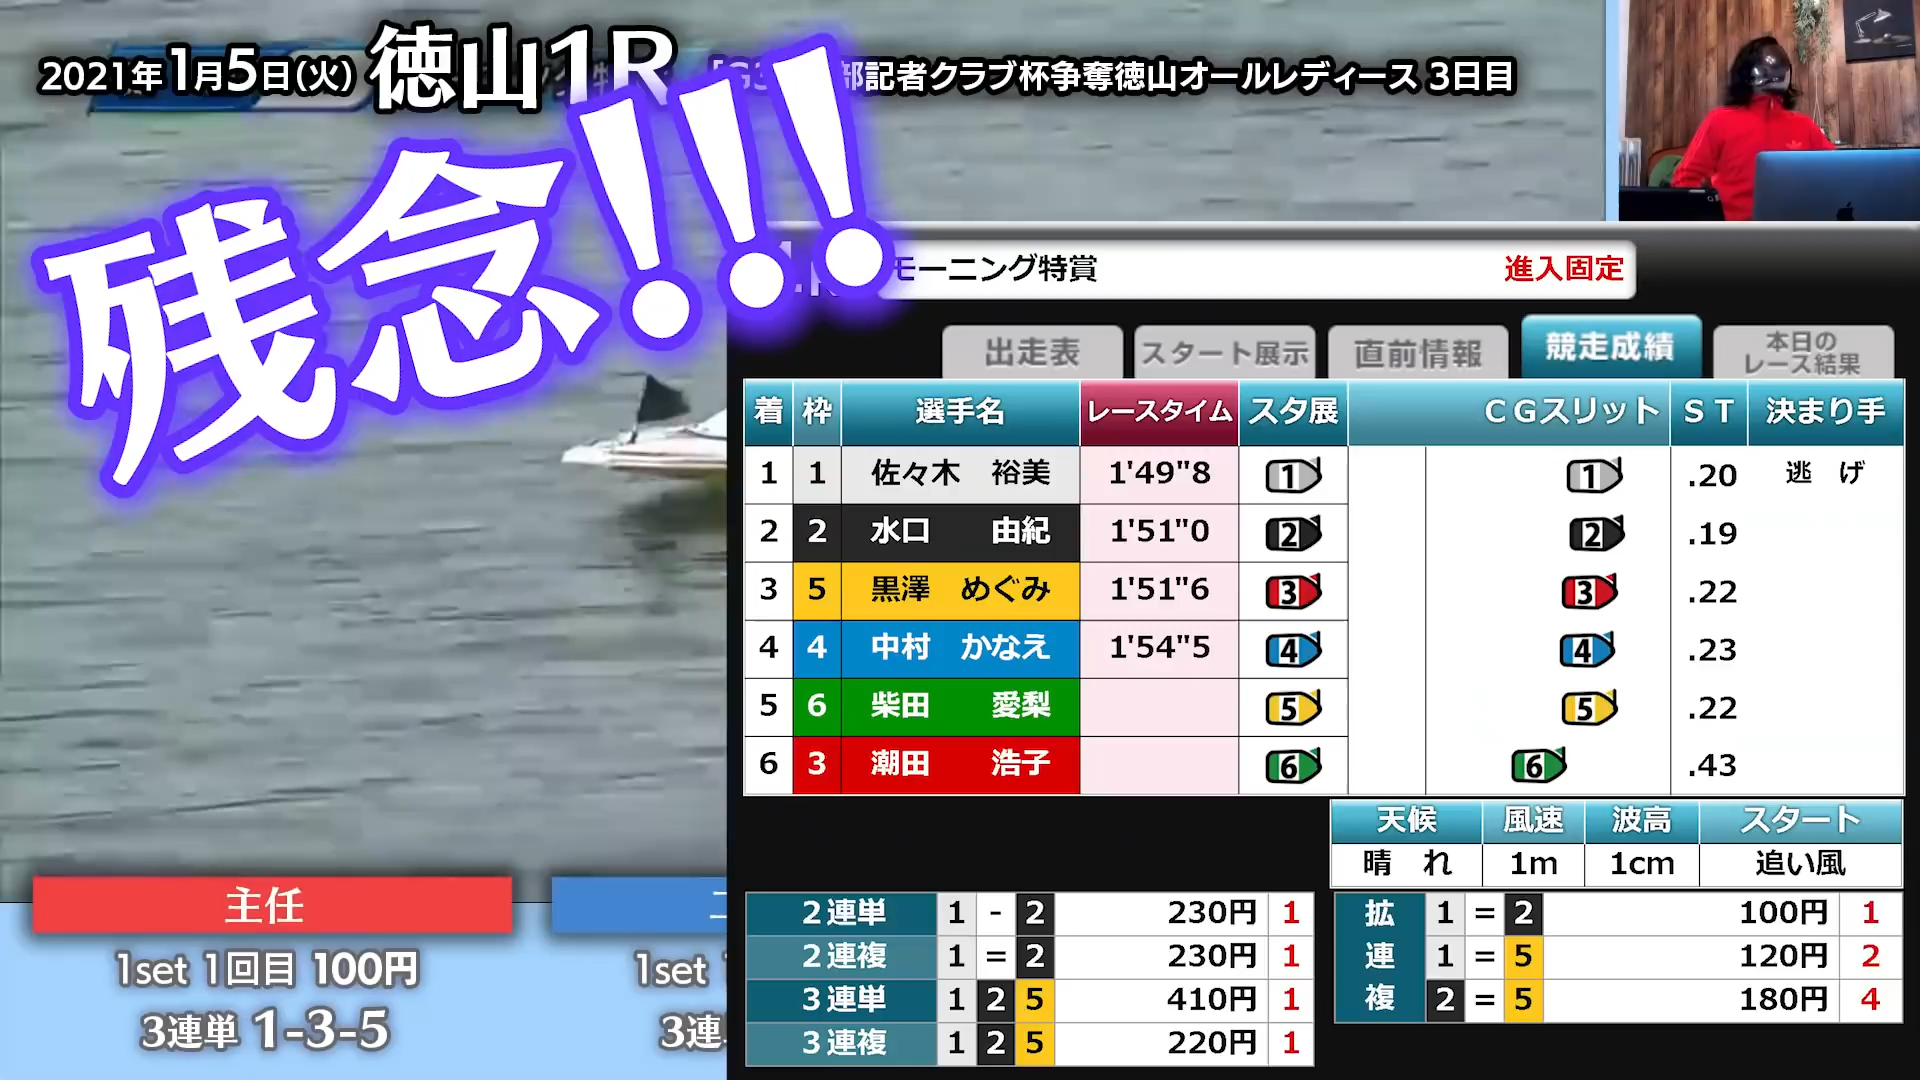 2021年1月5日(火) 徳山1R 「G3 部記者クラブ杯争奪徳山オールレディース 3日目
残念!!!
モーニング特賞 進入固定
出走表 スタート展示 直前情報 競走成績 本日のレース結果
着 枠 選手名 レースタイム スタ展 CGスリット ST 決まり手
1 1 佐々木 裕美 1'49"8 1 1 .20 逃 げ
2 2 水口 由紀 1'51"0 2 2 .19
3 5 黒澤 めぐみ 1'51"6 3 3 .22
4 4 中村 かなえ 1'54"5 4 4 .23
5 6 柴田 愛梨 5 5 .22
6 3 潮田 浩子 6 6 .43
天候 風速 波高 スタート
晴 れ 1m 1cm 追い風
2連単 1 - 2 230円 1
2連複 1 = 2 230円 1
3連単 1 2 5 410円 1
3連複 1 2 5 220円 1
拡連複
1 = 2 100円 1
1 = 5 120円 2
2 = 5 180円 4
主任
1set 1回目 100円
3連単 1-3-5
1set
3連